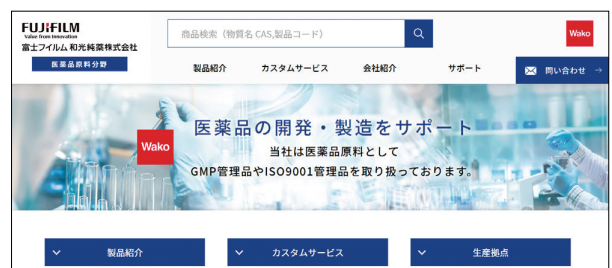 FUJIFILM
Value from Innovation
富士フイルム 和光純薬株式会社
医薬品原料分野
商品検索（物質名,CAS,製品コード）
Wako
製品紹介
カスタムサービス
会社紹介
サポート
問い合わせ →
Wako
医薬品の開発・製造をサポート
当社は医薬品原料として
GMP管理品やISO9001管理品を取り扱っております。
製品紹介
カスタムサービス
生産拠点